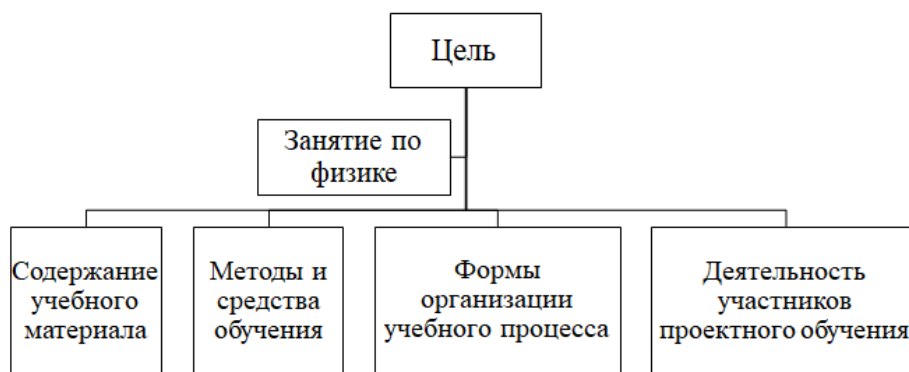 Цель
Занятие по
физике
Содержание
учебного
материала
Методы и
средства
обучения
Формы
организации
учебного процесса
Деятельность
участников
проектного обучения